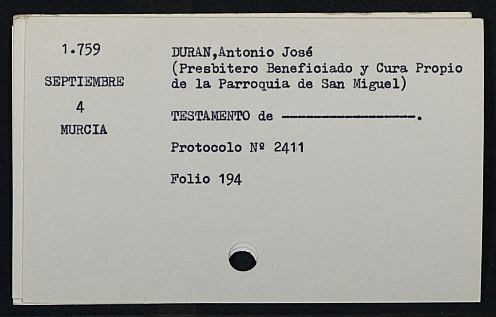 1.759
SEPTIEMBRE
4
MURCIA
DURAN,Antonio José
(Presbitero Beneficiado y Cura Propio
de la Parroquia de San Miguel)
TESTAMENTO de ------------------.
Protocolo Nº 2411
Folio 194